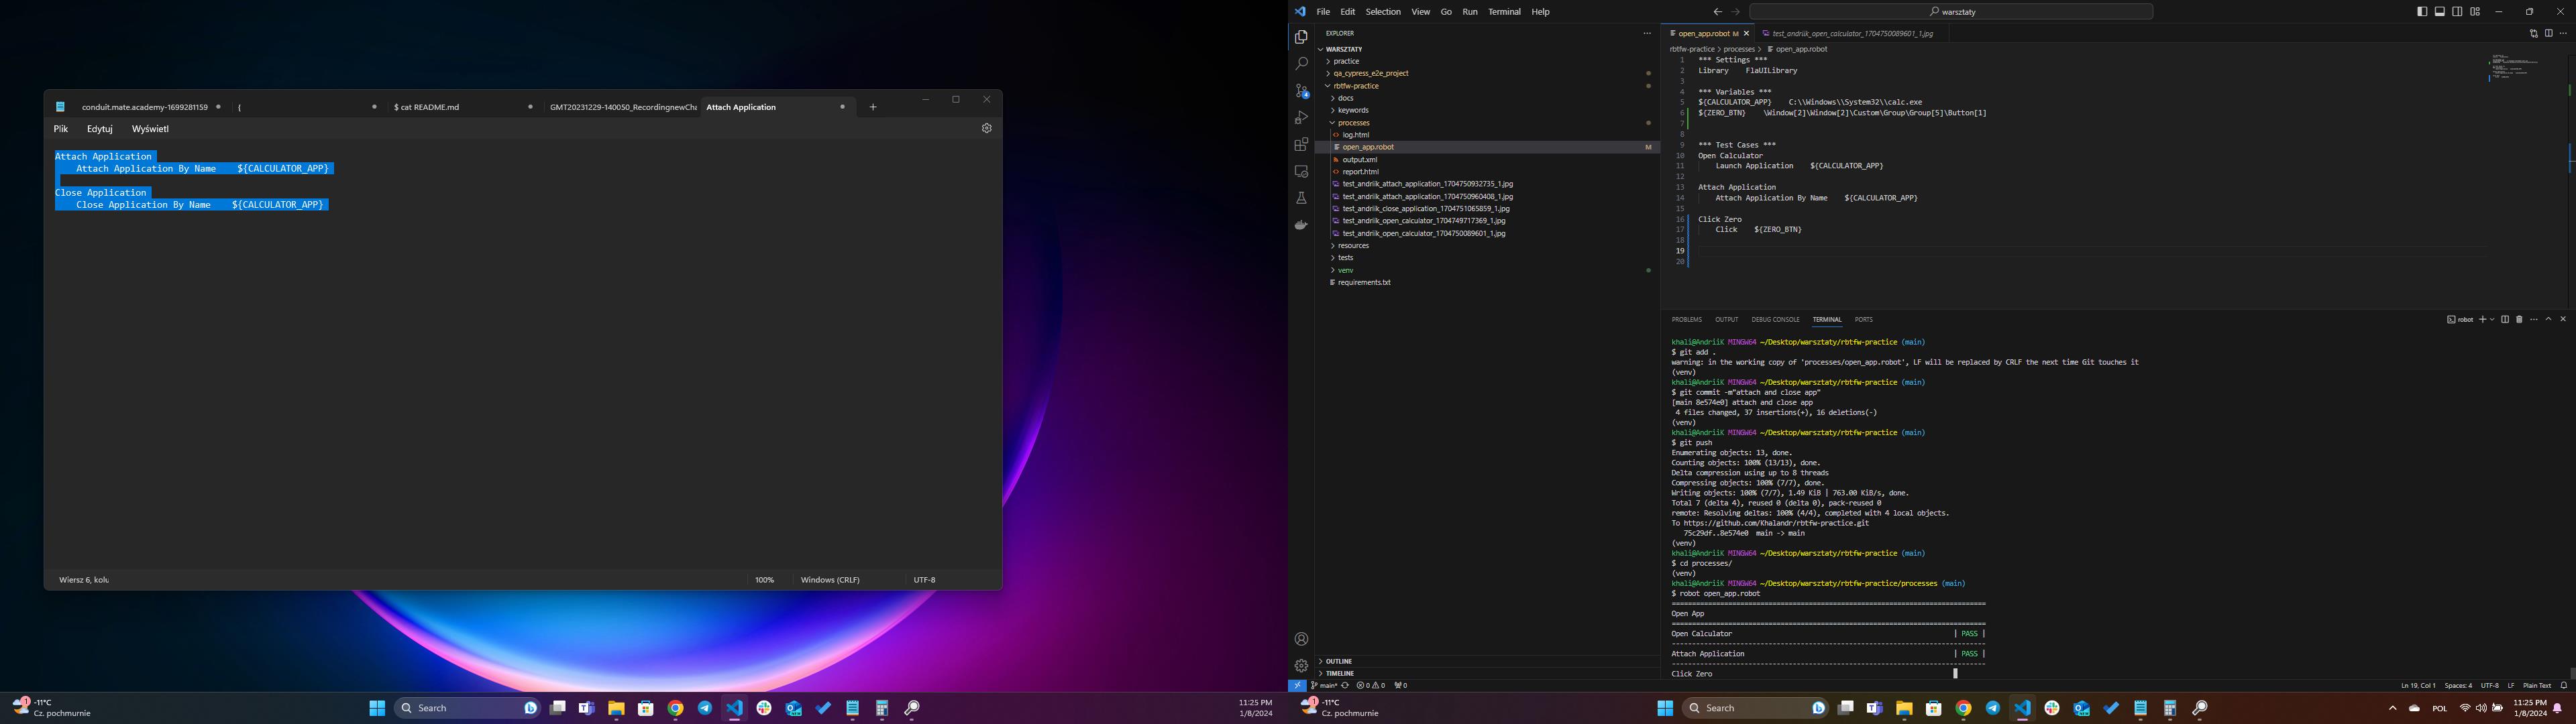 conduit.mate.academy-1699281159
{
$ cat README.md
GMT20231229-140050_RecordingnewCha
Attach Application
Plik Edytuj Wyświetl
Attach Application
Attach Application By Name ${CALCULATOR_APP}
Close Application
Close Application By Name ${CALCULATOR_APP}
Wiersz 6, kolu
100%
Windows (CRLF)
UTF-8
-11°C
Cz. pochmurnie
Search
11:25 PM
1/8/2024
File Edit Selection View Go Run Terminal Help
warsztaty
EXPLORER
WARSZTATY
practice
qa_cypress_e2e_project
rbtfw-practice
docs
keywords
processes
log.html
open_app.robot M
output.xml
report.html
test_andriik_attach_application_1704750932735_1.jpg
test_andriik_attach_application_1704750960408_1.jpg
test_andriik_close_application_1704751065859_1.jpg
test_andriik_open_calculator_1704749717369_1.jpg
test_andriik_open_calculator_1704750089601_1.jpg
resources
tests
venv
requirements.txt
OUTLINE
TIMELINE
open_app.robot M
test_andriik_open_calculator_1704750089601_1.jpg
rbtfw-practice > processes > open_app.robot
1 *** Settings ***
2 Library FlaUILibrary
3
4 *** Variables ***
5 ${CALCULATOR_APP} C:\\Windows\\System32\\calc.exe
6 ${ZERO_BTN} \Window[2]\Window[2]\Custom\Group\Group[5]\Button[1]
7
8
9 *** Test Cases ***
10 Open Calculator
11 Launch Application ${CALCULATOR_APP}
12
13 Attach Application
14 Attach Application By Name ${CALCULATOR_APP}
15
16 Click Zero
17 Click ${ZERO_BTN}
18
19
20
PROBLEMS OUTPUT DEBUG CONSOLE TERMINAL PORTS
robot
khali@AndriiK MINGW64 ~/Desktop/warsztaty/rbtfw-practice (main)
$ git add .
warning: in the working copy of 'processes/open_app.robot', LF will be replaced by CRLF the next time Git touches it
(venv)
khali@AndriiK MINGW64 ~/Desktop/warsztaty/rbtfw-practice (main)
$ git commit -m"attach and close app"
[main 8e574e0] attach and close app
4 files changed, 37 insertions(+), 16 deletions(-)
(venv)
khali@AndriiK MINGW64 ~/Desktop/warsztaty/rbtfw-practice (main)
$ git push
Enumerating objects: 13, done.
Counting objects: 100% (13/13), done.
Delta compression using up to 8 threads
Compressing objects: 100% (7/7), done.
Writing objects: 100% (7/7), 1.49 KiB | 763.00 KiB/s, done.
Total 7 (delta 4), reused 0 (delta 0), pack-reused 0
remote: Resolving deltas: 100% (4/4), completed with 4 local objects.
To https://github.com/Khalandr/rbtfw-practice.git
75c29df..8e574e0 main -> main
(venv)
khali@AndriiK MINGW64 ~/Desktop/warsztaty/rbtfw-practice (main)
$ cd processes/
(venv)
khali@AndriiK MINGW64 ~/Desktop/warsztaty/rbtfw-practice/processes (main)
$ robot open_app.robot
==============================================================================
Open App
==============================================================================
Open Calculator | PASS |
------------------------------------------------------------------------------
Attach Application | PASS |
------------------------------------------------------------------------------
Click Zero
main* 0 0 0
Ln 19, Col 1 Spaces: 4 UTF-8 LF Plain Text
-11°C
Cz. pochmurnie
Search
POL
11:25 PM
1/8/2024